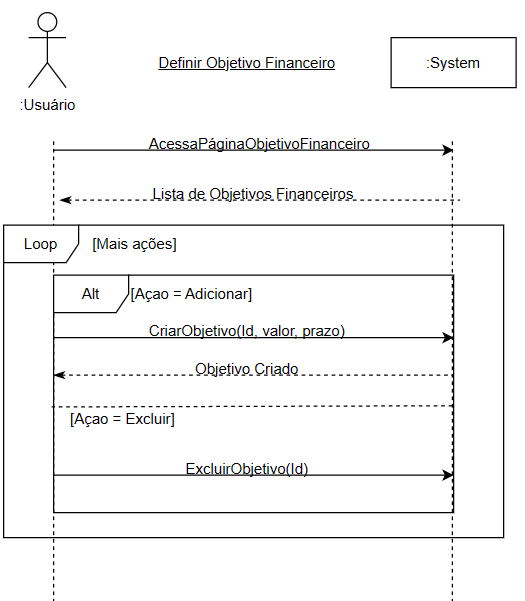 Definir Objetivo Financeiro
:System
:Usuário
AcessaPáginaObjetivoFinanceiro
Lista de Objetivos Financeiros
Loop
[Mais ações]
Alt
[Açao = Adicionar]
CriarObjetivo(Id, valor, prazo)
Objetivo Criado
[Açao = Excluir]
ExcluirObjetivo(Id)